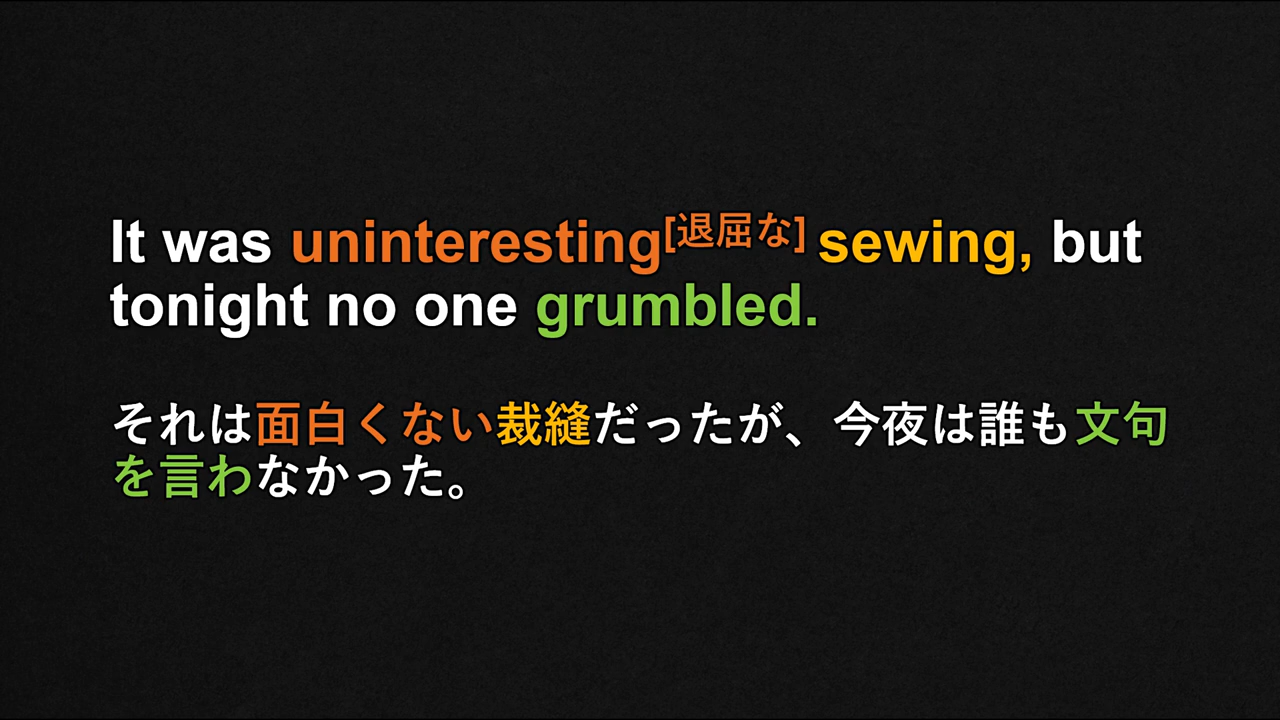 It was uninteresting[退屈な] sewing, but
tonight no one grumbled.
それは面白くない裁縫だったが、今夜は誰も文句
を言わなかった。